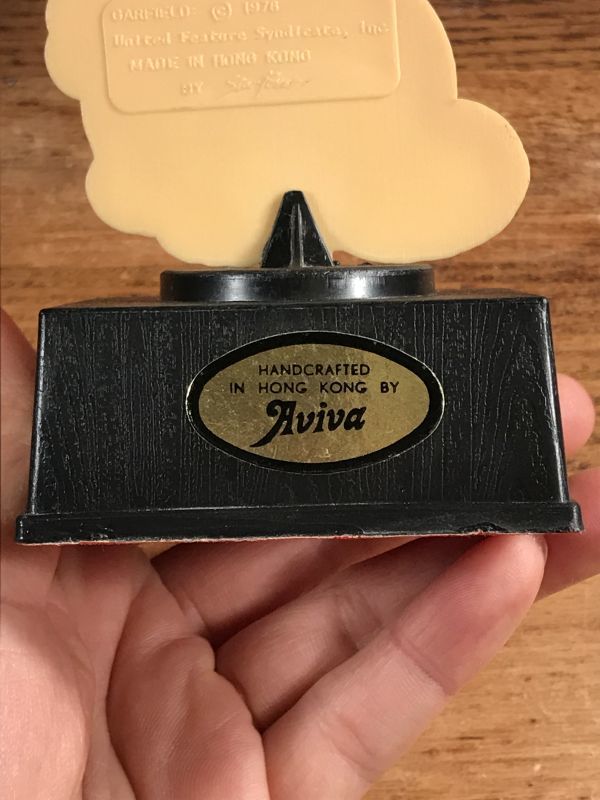 GARFIELD: © 1978
United Feature Syndicate, Inc.
MADE IN HONG KONG
BY
HANDCRAFTED
IN HONG KONG BY
Aviva